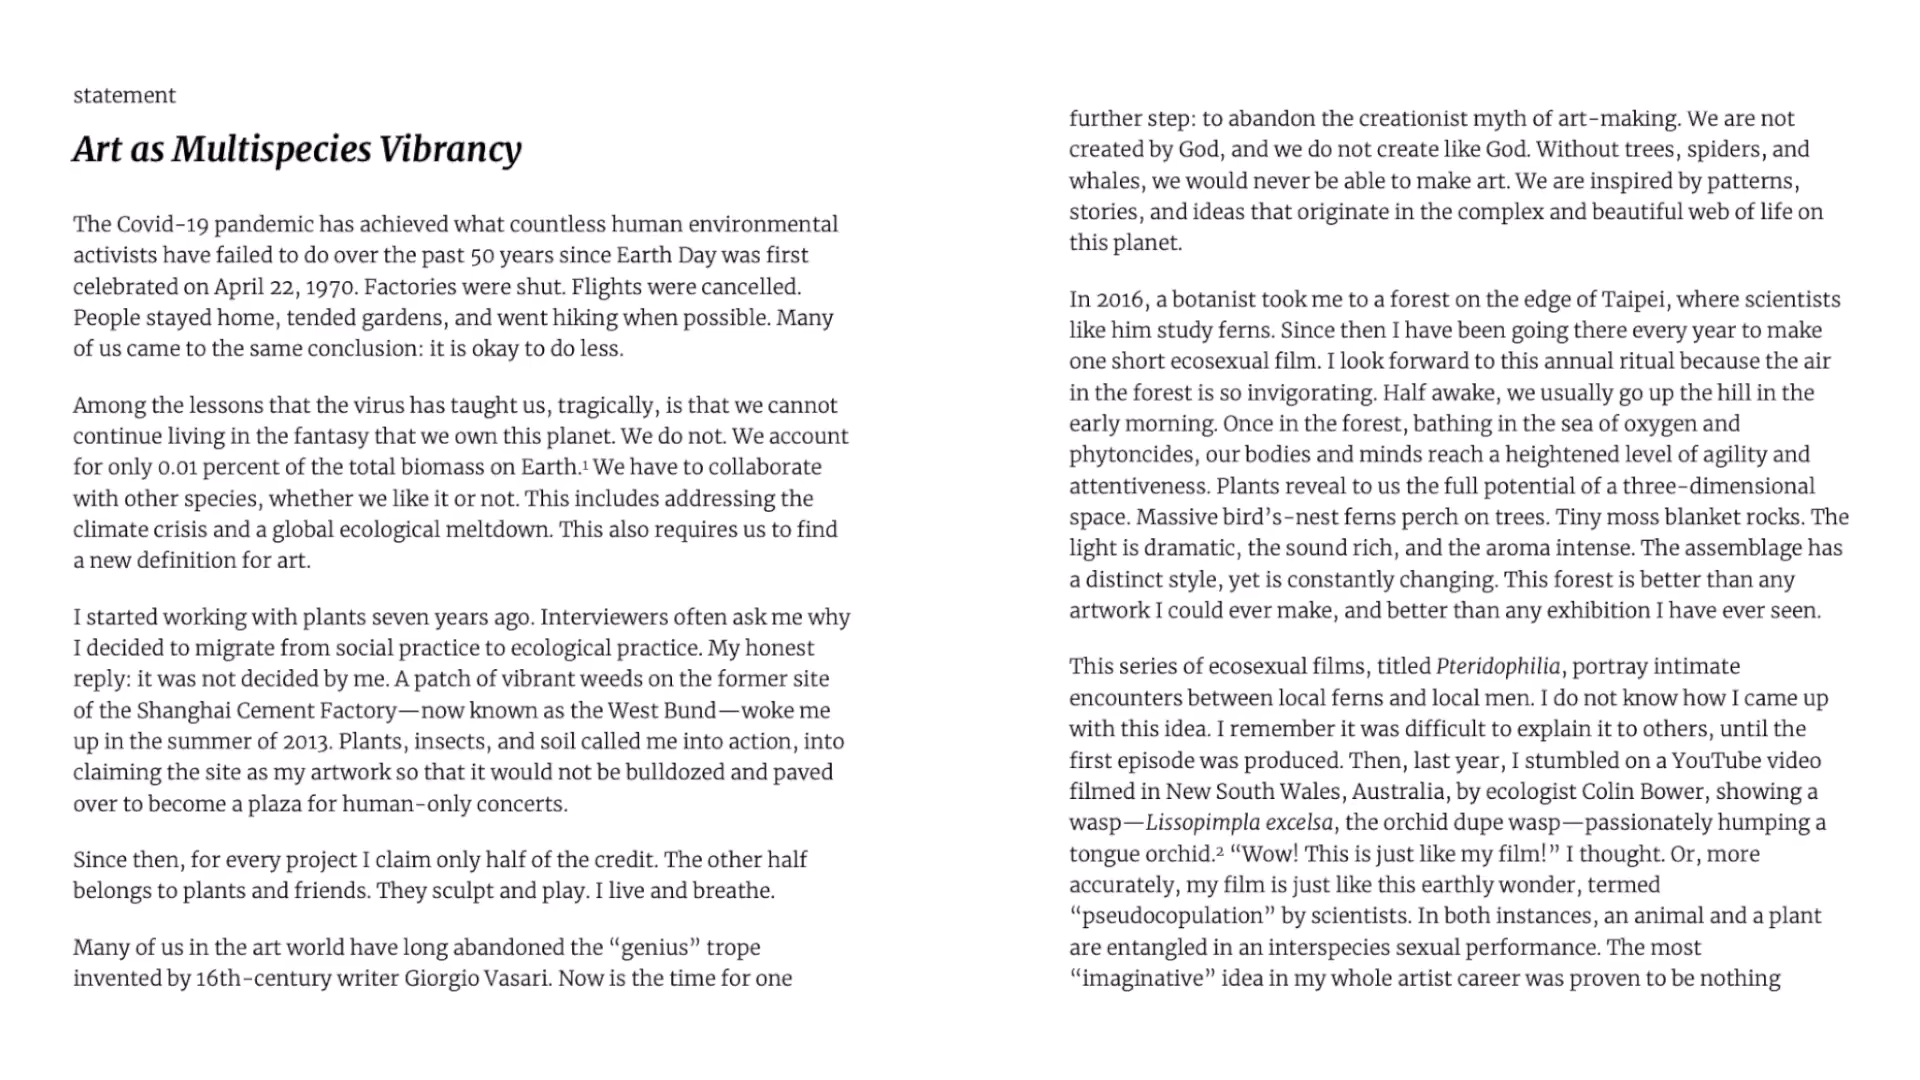 statement
Art as Multispecies Vibrancy
The Covid-19 pandemic has achieved what countless human environmental
activists have failed to do over the past 50 years since Earth Day was first
celebrated on April 22, 1970. Factories were shut. Flights were cancelled.
People stayed home, tended gardens, and went hiking when possible. Many
of us came to the same conclusion: it is okay to do less.
Among the lessons that the virus has taught us, tragically, is that we cannot
continue living in the fantasy that we own this planet. We do not. We account
for only 0.01 percent of the total biomass on Earth.¹ We have to collaborate
with other species, whether we like it or not. This includes addressing the
climate crisis and a global ecological meltdown. This also requires us to find
a new definition for art.
I started working with plants seven years ago. Interviewers often ask me why
I decided to migrate from social practice to ecological practice. My honest
reply: it was not decided by me. A patch of vibrant weeds on the former site
of the Shanghai Cement Factory—now known as the West Bund—woke me
up in the summer of 2013. Plants, insects, and soil called me into action, into
claiming the site as my artwork so that it would not be bulldozed and paved
over to become a plaza for human-only concerts.
Since then, for every project I claim only half of the credit. The other half
belongs to plants and friends. They sculpt and play. I live and breathe.
Many of us in the art world have long abandoned the “genius” trope
invented by 16th-century writer Giorgio Vasari. Now is the time for one
further step: to abandon the creationist myth of art-making. We are not
created by God, and we do not create like God. Without trees, spiders, and
whales, we would never be able to make art. We are inspired by patterns,
stories, and ideas that originate in the complex and beautiful web of life on
this planet.
In 2016, a botanist took me to a forest on the edge of Taipei, where scientists
like him study ferns. Since then I have been going there every year to make
one short ecosexual film. I look forward to this annual ritual because the air
in the forest is so invigorating. Half awake, we usually go up the hill in the
early morning. Once in the forest, bathing in the sea of oxygen and
phytoncides, our bodies and minds reach a heightened level of agility and
attentiveness. Plants reveal to us the full potential of a three-dimensional
space. Massive bird’s-nest ferns perch on trees. Tiny moss blanket rocks. The
light is dramatic, the sound rich, and the aroma intense. The assemblage has
a distinct style, yet is constantly changing. This forest is better than any
artwork I could ever make, and better than any exhibition I have ever seen.
This series of ecosexual films, titled Pteridophilia, portray intimate
encounters between local ferns and local men. I do not know how I came up
with this idea. I remember it was difficult to explain it to others, until the
first episode was produced. Then, last year, I stumbled on a YouTube video
filmed in New South Wales, Australia, by ecologist Colin Bower, showing a
wasp—Lissopimpla excelsa, the orchid dupe wasp—passionately humping a
tongue orchid.² “Wow! This is just like my film!” I thought. Or, more
accurately, my film is just like this earthly wonder, termed
“pseudocopulation” by scientists. In both instances, an animal and a plant
are entangled in an interspecies sexual performance. The most
“imaginative” idea in my whole artist career was proven to be nothing